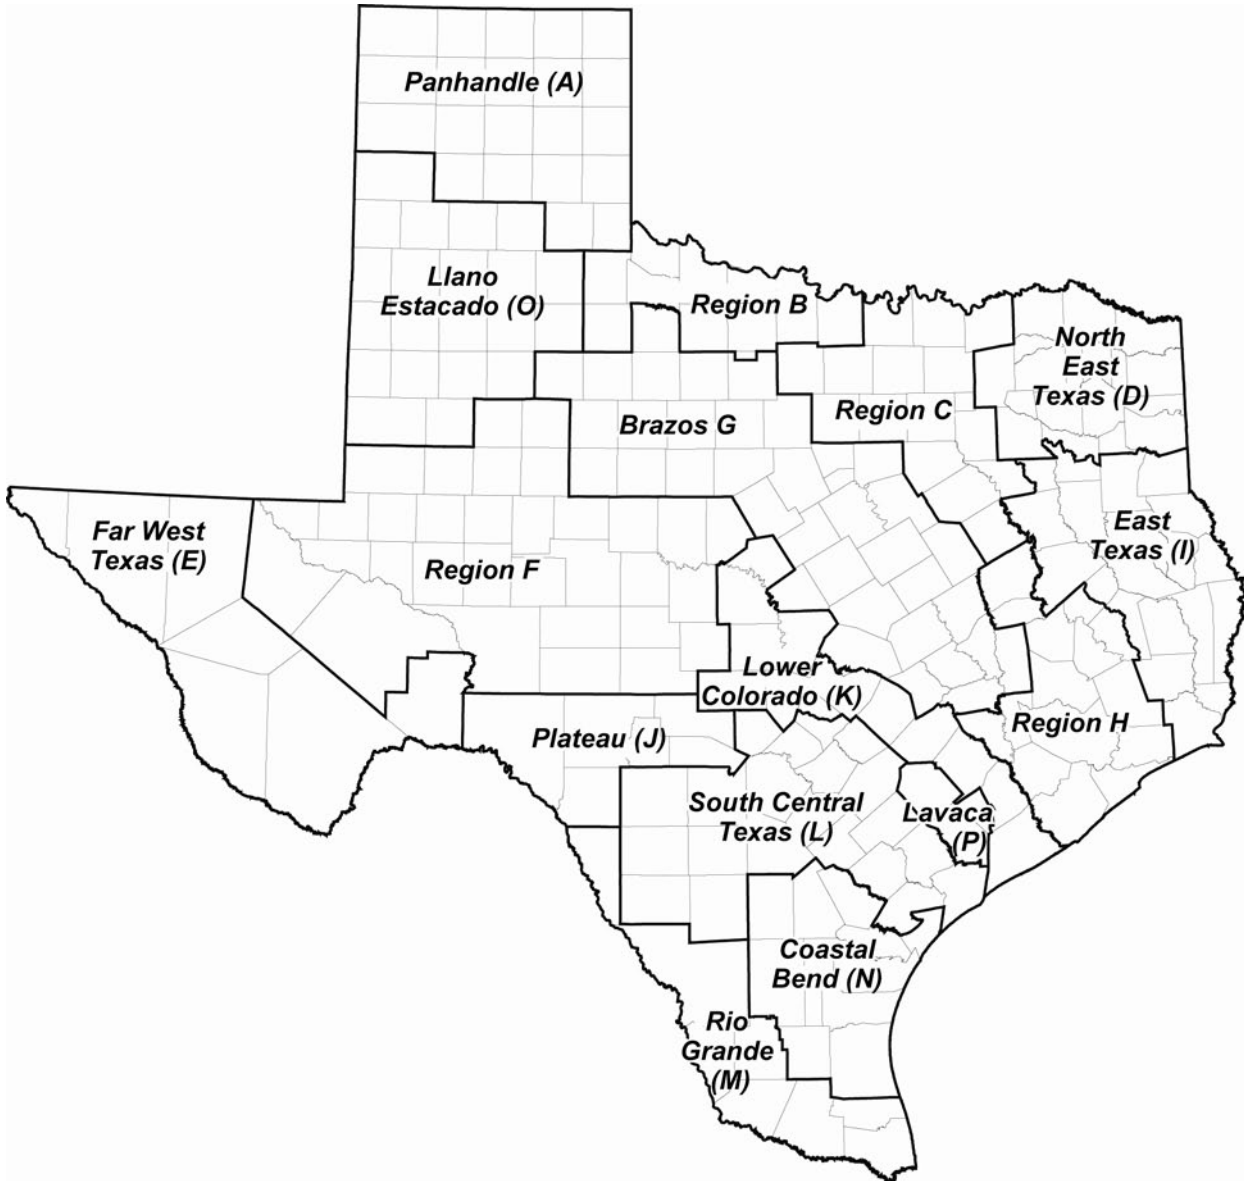 Panhandle (A)
Llano
Estacado (O)
Region B
North
East
Texas (D)
Region C
Brazos G
Far West
Texas (E)
Region F
East
Texas (I)
Lower
Colorado (K)
Region H
Plateau (J)
South Central
Texas (L)
Lavaca
(P)
Coastal
Bend (N)
Rio
Grande
(M)